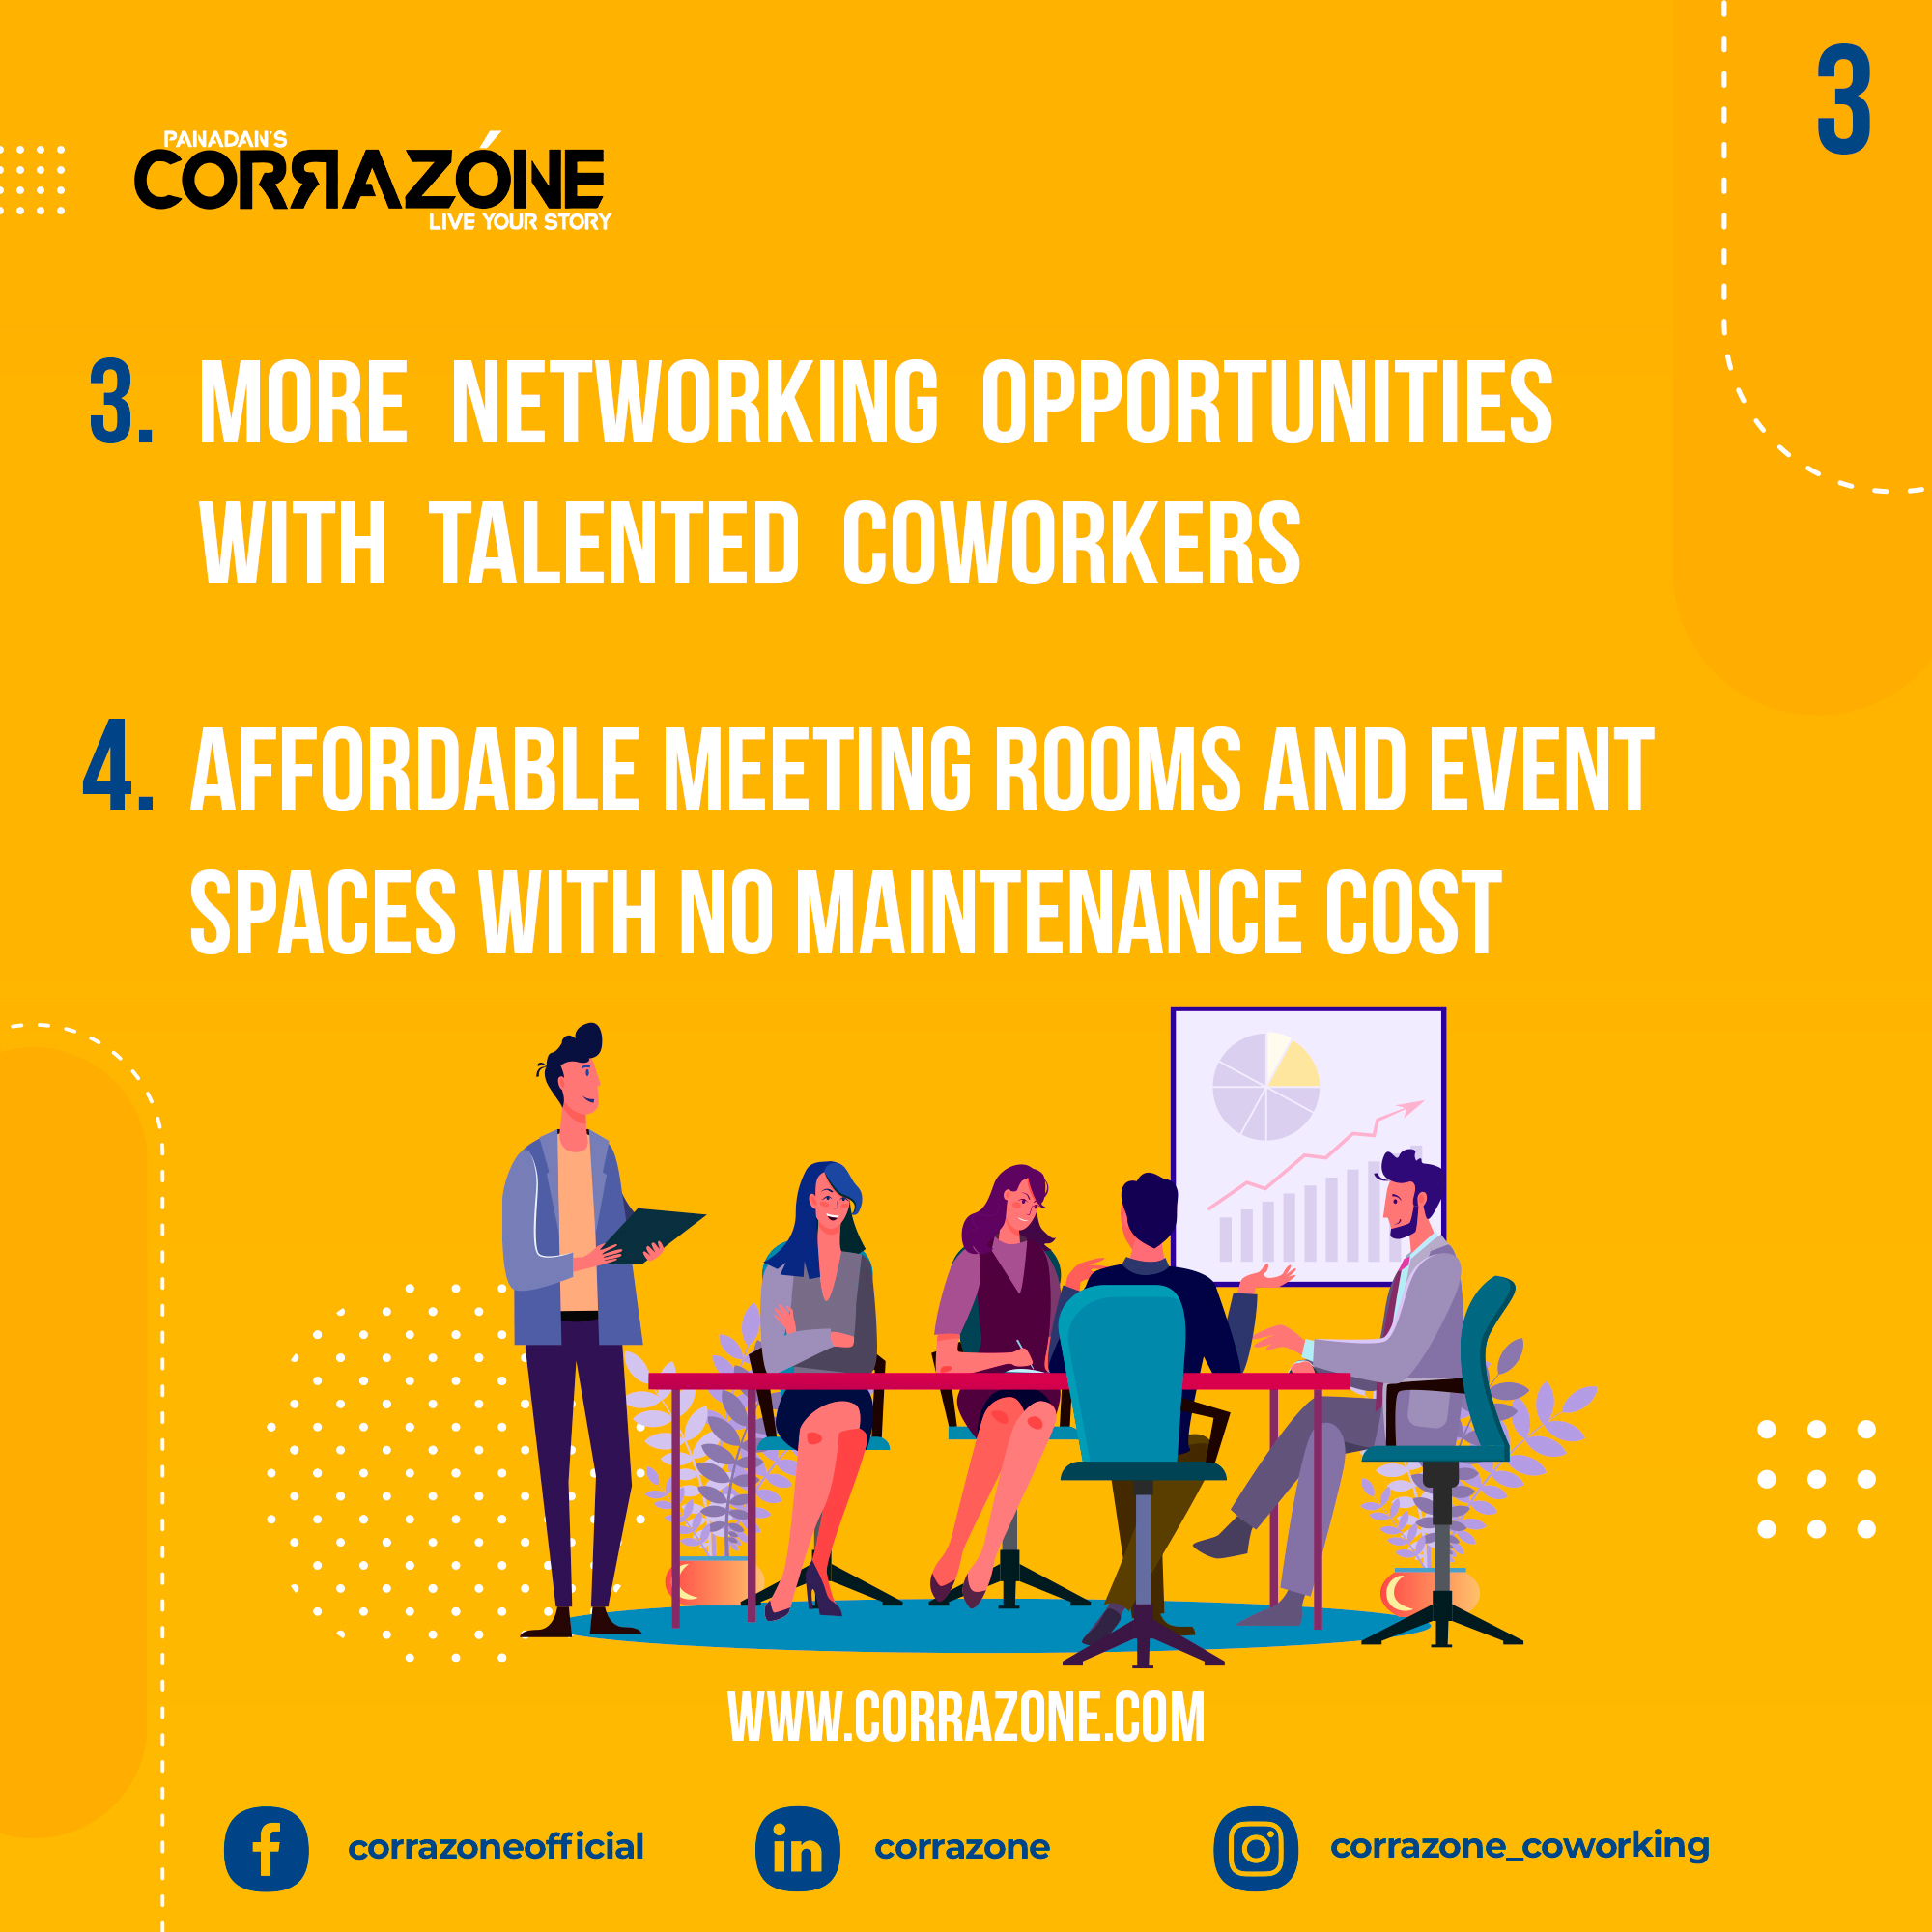 3
PANADAN'S
CORRAZÓNE
LIVE YOUR STORY
3. MORE NETWORKING OPPORTUNITIES
WITH TALENTED COWORKERS
4. AFFORDABLE MEETING ROOMS AND EVENT
SPACES WITH NO MAINTENANCE COST
WWW.CORRAZONE.COM
corrazoneofficial
corrazone
corrazone_coworking